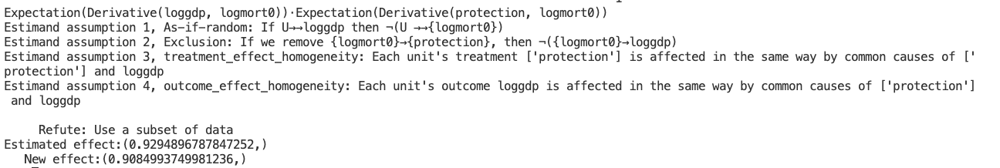 Expectation(Derivative(loggdp, logmort0))·Expectation(Derivative(protection, logmort0))
Estimand assumption 1, As-if-random: If U→→loggdp then ¬(U →→{logmort0})
Estimand assumption 2, Exclusion: If we remove {logmort0}→{protection}, then ¬({logmort0}→loggdp)
Estimand assumption 3, treatment_effect_homogeneity: Each unit's treatment ['protection'] is affected in the same way by common causes of ['
protection'] and loggdp
Estimand assumption 4, outcome_effect_homogeneity: Each unit's outcome loggdp is affected in the same way by common causes of ['protection']
 and loggdp
Refute: Use a subset of data
Estimated effect:(0.9294896787847252,)
New effect:(0.9084993749981236,)